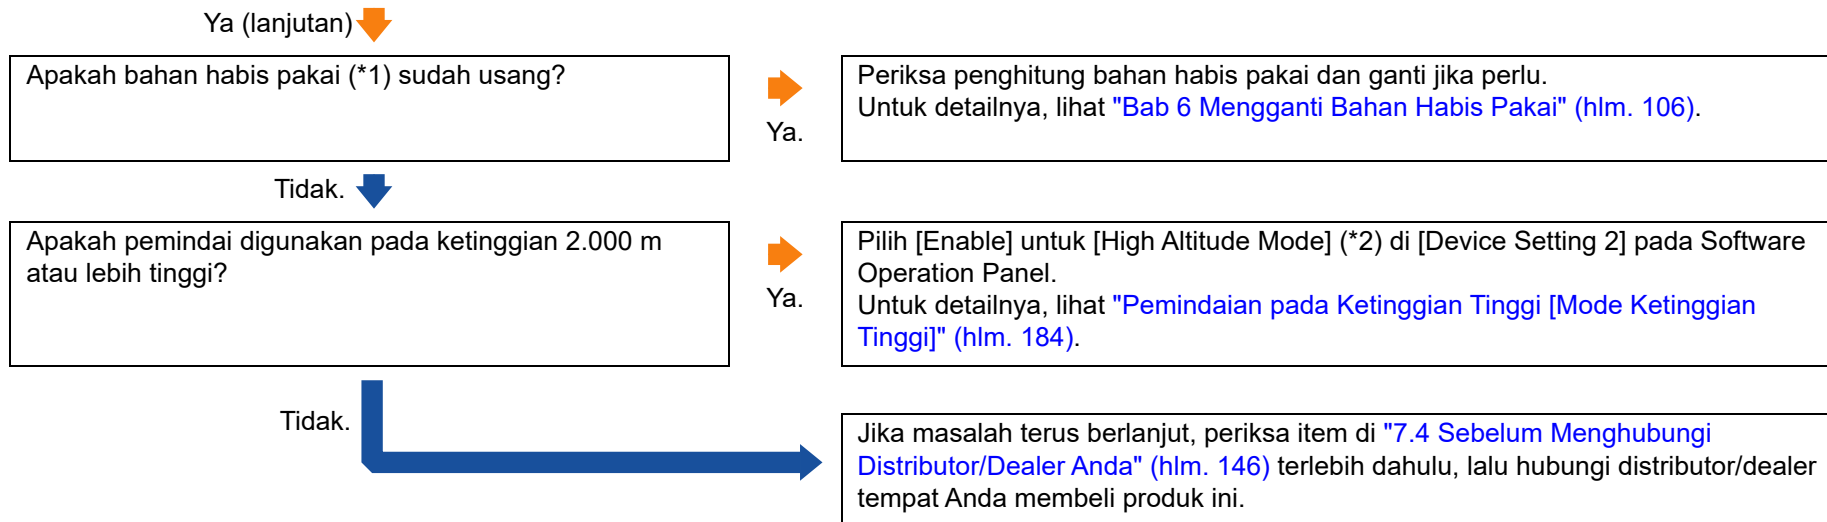 Ya (lanjutan)
Apakah bahan habis pakai (*1) sudah usang?
Ya.
Periksa penghitung bahan habis pakai dan ganti jika perlu.
Untuk detailnya, lihat "Bab 6 Mengganti Bahan Habis Pakai" (hlm. 106).
Tidak.
Apakah pemindai digunakan pada ketinggian 2.000 m
atau lebih tinggi?
Ya.
Pilih [Enable] untuk [High Altitude Mode] (*2) di [Device Setting 2] pada Software
Operation Panel.
Untuk detailnya, lihat "Pemindaian pada Ketinggian Tinggi [Mode Ketinggian
Tinggi]" (hlm. 184).
Tidak.
Jika masalah terus berlanjut, periksa item di "7.4 Sebelum Menghubungi
Distributor/Dealer Anda" (hlm. 146) terlebih dahulu, lalu hubungi distributor/dealer
tempat Anda membeli produk ini.